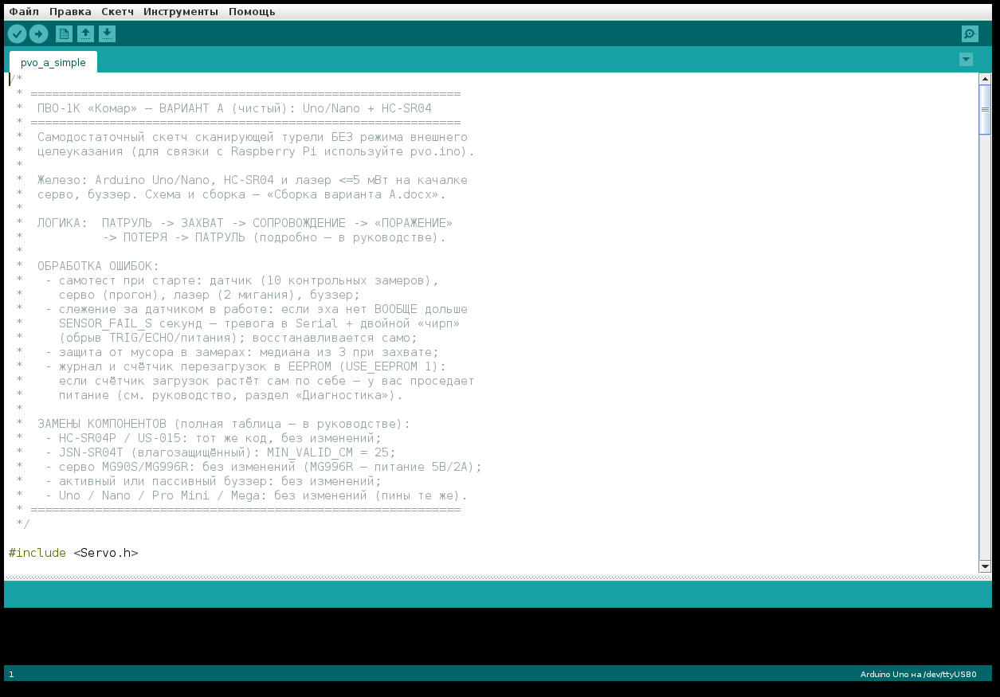 Файл Правка Скетч Инструменты Помощь
pvo_a_simple
/*
 * ============================================================
 *  ПВО-1К «Комар» — ВАРИАНТ А (чистый): Uno/Nano + HC-SR04
 * ============================================================
 *  Самодостаточный скетч сканирующей турели БЕЗ режима внешнего
 *  целеуказания (для связки с Raspberry Pi используйте pvo.ino).
 *
 *  Железо: Arduino Uno/Nano, HC-SR04 и лазер <=5 мВт на качалке
 *  серво, буззер. Схема и сборка — «Сборка варианта А.docx».
 *
 *  ЛОГИКА:  ПАТРУЛЬ -> ЗАХВАТ -> СОПРОВОЖДЕНИЕ -> «ПОРАЖЕНИЕ»
 *           -> ПОТЕРЯ -> ПАТРУЛЬ (подробно — в руководстве).
 *
 *  ОБРАБОТКА ОШИБОК:
 *   - самотест при старте: датчик (10 контрольных замеров),
 *     серво (прогон), лазер (2 мигания), буззер;
 *   - слежение за датчиком в работе: если эха нет ВООБЩЕ дольше
 *     SENSOR_FAIL_S секунд — тревога в Serial + двойной «чирп»
 *     (обрыв TRIG/ECHO/питания); восстанавливается само;
 *   - защита от мусора в замерах: медиана из 3 при захвате;
 *   - журнал и счётчик перезагрузок в EEPROM (USE_EEPROM 1):
 *     если счётчик загрузок растёт сам по себе — у вас проседает
 *     питание (см. руководство, раздел «Диагностика»).
 *
 *  ЗАМЕНЫ КОМПОНЕНТОВ (полная таблица — в руководстве):
 *   - HC-SR04P / US-015: тот же код, без изменений;
 *   - JSN-SR04T (влагозащищённый): MIN_VALID_CM = 25;
 *   - серво MG90S/MG996R: без изменений (MG996R — питание 5В/2А);
 *   - активный или пассивный буззер: без изменений;
 *   - Uno / Nano / Pro Mini / Mega: без изменений (пины те же).
 * ============================================================
 */
#include <Servo.h>
1
Arduino Uno на /dev/ttyUSB0